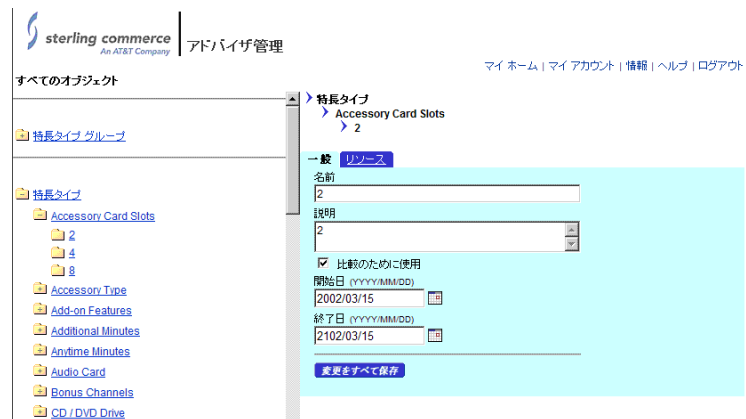 sterling commerce
An AT&T Company
アドバイザ管理
マイ ホーム | マイ アカウント | 情報 | ヘルプ | ログアウト
すべてのオブジェクト
特長タイプ グループ
特長タイプ
Accessory Card Slots
2
4
8
Accessory Type
Add-on Features
Additional Minutes
Anytime Minutes
Audio Card
Bonus Channels
CD / DVD Drive
特長タイプ
Accessory Card Slots
2
一般 リソース
名前
2
説明
2
比較のために使用
開始日 (YYYY/MM/DD)
2002/03/15
終了日 (YYYY/MM/DD)
2102/03/15
変更をすべて保存